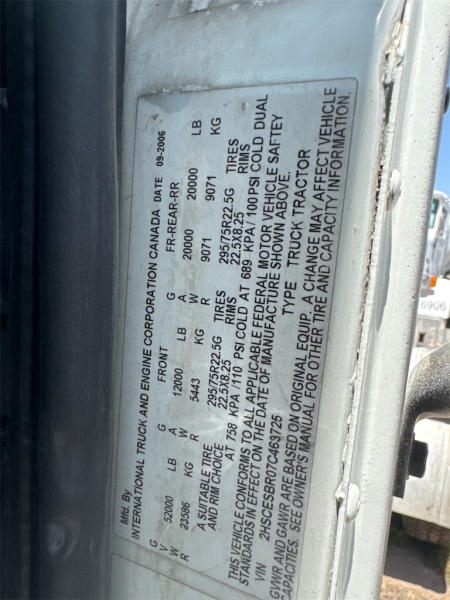 Mfd. By
INTERNATIONAL TRUCK AND ENGINE CORPORATION CANADA DATE 09-2006
G FRONT G FR-REAR-RR
V 52000 LB A 12000 LB A 20000 20000 LB
W W W
R 23586 KG R 5443 KG R 9071 9071 KG
A SUITABLE TIRE 295/75R22.5G TIRES 295/75R22.5G TIRES
AND RIM CHOICE 22.5X8.25 RIMS 22.5X8.25 RIMS
AT 758 KPA /110 PSI COLD AT 689 KPA /100 PSI COLD DUAL
THIS VEHICLE CONFORMS TO ALL APPLICABLE FEDERAL MOTOR VEHICLE SAFTEY
STANDARDS IN EFFECT ON THE DATE OF MANUFACTURE SHOWN ABOVE.
VIN 2HSCESBR07C463725 TYPE TRUCK TRACTOR
GVWR AND GAWR ARE BASED ON ORIGINAL EQUIP. A CHANGE MAY AFFECT VEHICLE
CAPACITIES. SEE OWNER'S MANUAL FOR OTHER TIRE AND CAPACITY INFORMATION.
6906